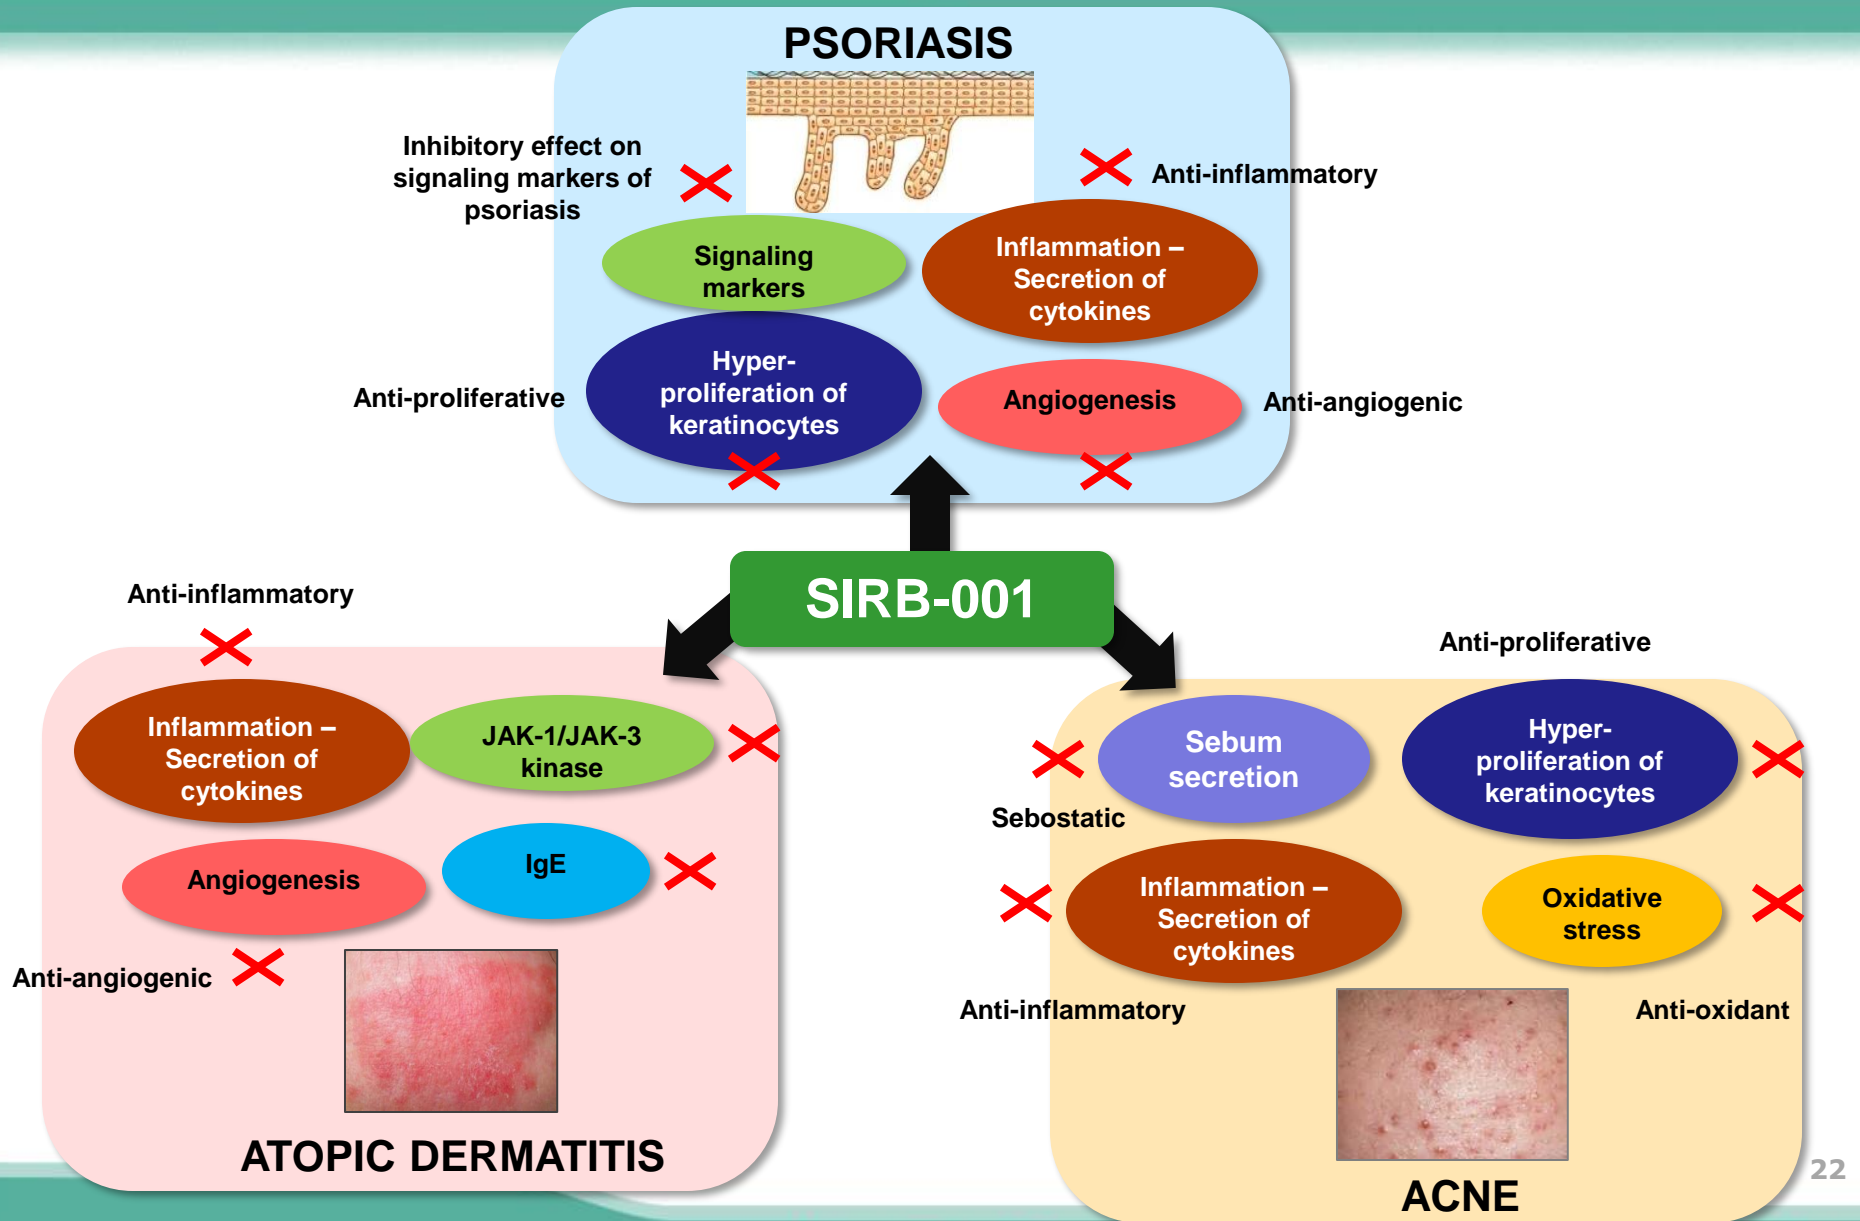 PSORIASIS
Inhibitory effect on
signaling markers of
psoriasis
Anti-inflammatory
Signaling
markers
Inflammation –
Secretion of
cytokines
Hyper-
proliferation of
keratinocytes
Anti-proliferative
Angiogenesis
Anti-angiogenic
SIRB-001
Anti-inflammatory
Inflammation –
Secretion of
cytokines
JAK-1/JAK-3
kinase
Angiogenesis
IgE
Anti-angiogenic
ATOPIC DERMATITIS
Anti-proliferative
Sebum
secretion
Hyper-
proliferation of
keratinocytes
Sebostatic
Inflammation –
Secretion of
cytokines
Oxidative
stress
Anti-inflammatory
Anti-oxidant
ACNE
22